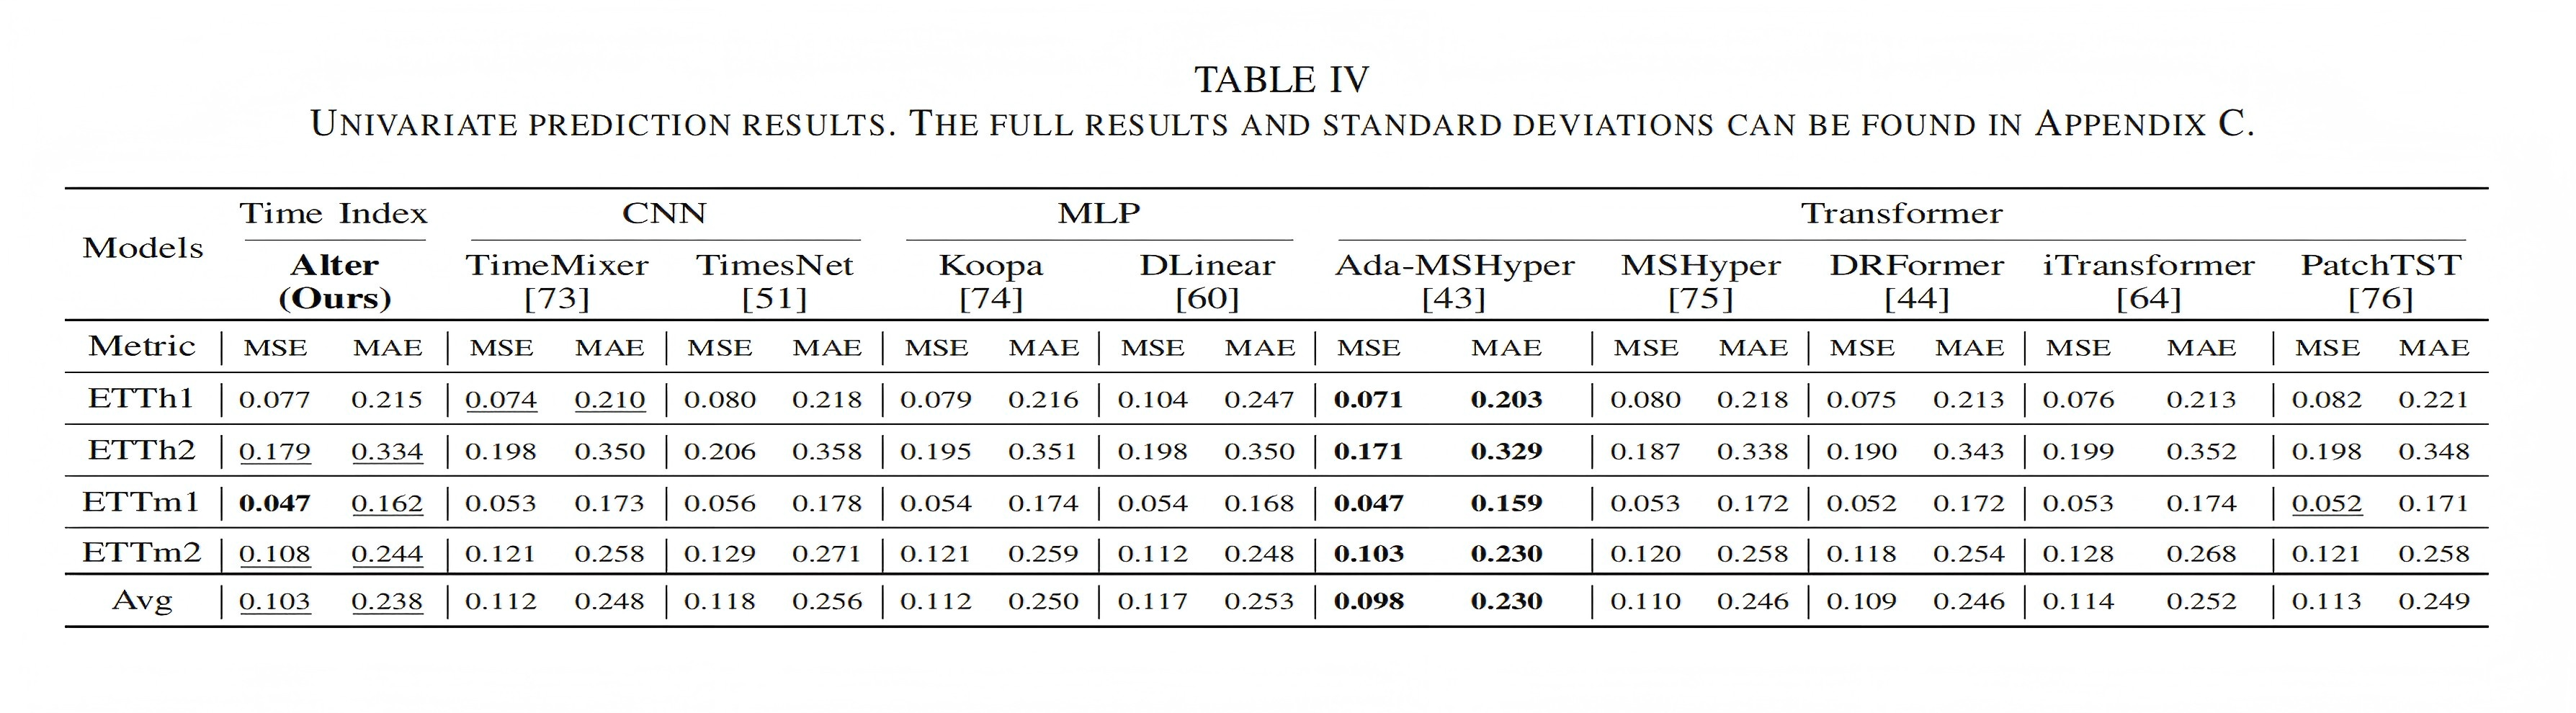 TABLE IV
UNIVARIATE PREDICTION RESULTS. THE FULL RESULTS AND STANDARD DEVIATIONS CAN BE FOUND IN APPENDIX C.
Models Time Index CNN MLP Transformer
Alter TimeMixer TimesNet Koopa DLinear Ada-MSHyper MSHyper DRFormer iTransformer PatchTST
(Ours) [73] [51] [74] [60] [43] [75] [44] [64] [76]
Metric MSE MAE MSE MAE MSE MAE MSE MAE MSE MAE MSE MAE MSE MAE MSE MAE MSE MAE MSE MAE
ETTh1 0.077 0.215 0.074 0.210 0.080 0.218 0.079 0.216 0.104 0.247 0.071 0.203 0.080 0.218 0.075 0.213 0.076 0.213 0.082 0.221
ETTh2 0.179 0.334 0.198 0.350 0.206 0.358 0.195 0.351 0.198 0.350 0.171 0.329 0.187 0.338 0.190 0.343 0.199 0.352 0.198 0.348
ETTm1 0.047 0.162 0.053 0.173 0.056 0.178 0.054 0.174 0.054 0.168 0.047 0.159 0.053 0.172 0.052 0.172 0.053 0.174 0.052 0.171
ETTm2 0.108 0.244 0.121 0.258 0.129 0.271 0.121 0.259 0.112 0.248 0.103 0.230 0.120 0.258 0.118 0.254 0.128 0.268 0.121 0.258
Avg 0.103 0.238 0.112 0.248 0.118 0.256 0.112 0.250 0.117 0.253 0.098 0.230 0.110 0.246 0.109 0.246 0.114 0.252 0.113 0.249